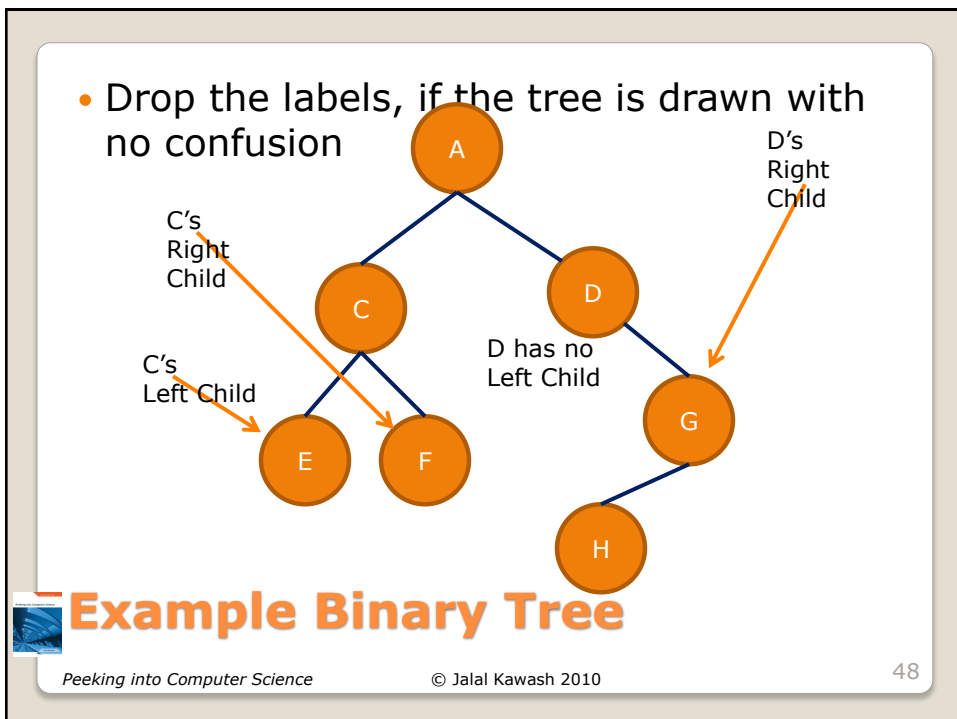 • Drop the labels, if the tree is drawn with
no confusion
A
D's
Right
Child
C's
Right
Child
C
D
D has no
Left Child
C's
Left Child
G
E
F
H
Example Binary Tree
Peeking into Computer Science
© Jalal Kawash 2010
48